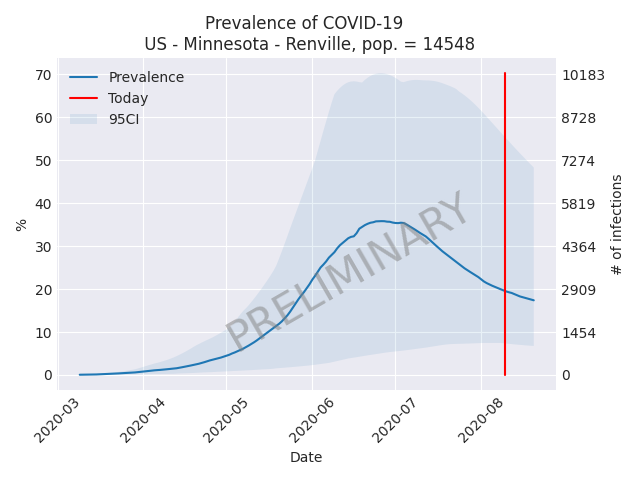 Prevalence of COVID-19
US - Minnesota - Renville, pop. = 14548
Prevalence
Today
95CI
PRELIMINARY
70
60
50
40
30
20
10
0
%
10183
8728
7274
5819
4364
2909
1454
0
# of infections
2020-03
2020-04
2020-05
2020-06
2020-07
2020-08
Date